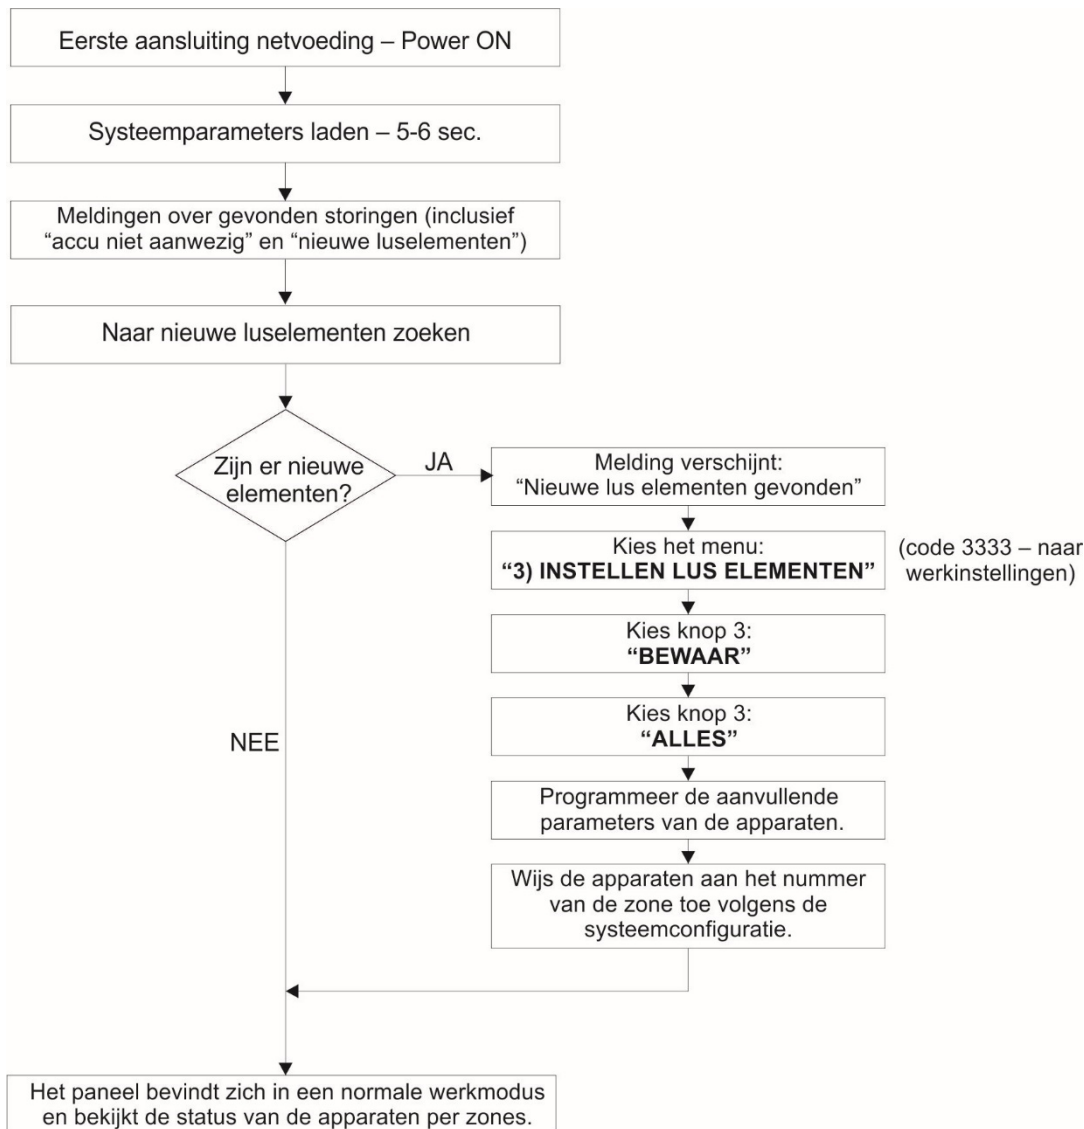 Eerste aansluiting netvoeding – Power ON
Systeemparameters laden – 5-6 sec.
Meldingen over gevonden storingen (inclusief
“accu niet aanwezig” en “nieuwe luselementen”)
Naar nieuwe luselementen zoeken
Zijn er nieuwe
elementen?
JA
Melding verschijnt:
“Nieuwe lus elementen gevonden”
Kies het menu:
“3) INSTELLEN LUS ELEMENTEN”
(code 3333 – naar
werkinstellingen)
Kies knop 3:
“BEWAAR”
Kies knop 3:
“ALLES”
NEE
Programmeer de aanvullende
parameters van de apparaten.
Wijs de apparaten aan het nummer
van de zone toe volgens de
systeemconfiguratie.
Het paneel bevindt zich in een normale werkmodus
en bekijkt de status van de apparaten per zones.